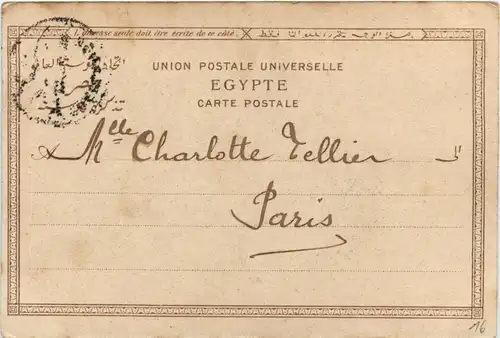 L'adresse seule doit être écrite de ce côté.
UNION POSTALE UNIVERSELLE
EGYPTE
CARTE POSTALE
Mlle Charlotte Tellier
Paris
16